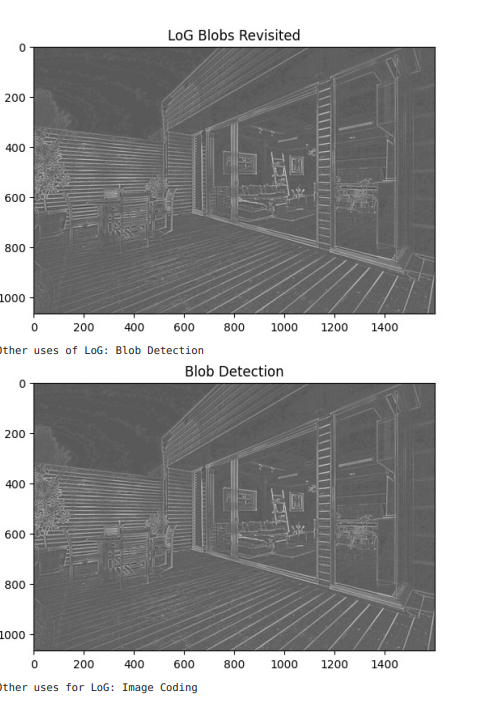 LoG Blobs Revisited
0
200
400
600
800
1000
0 200 400 600 800 1000 1200 1400
Other uses of LoG: Blob Detection
Blob Detection
0
200
400
600
800
1000
0 200 400 600 800 1000 1200 1400
Other uses for LoG: Image Coding